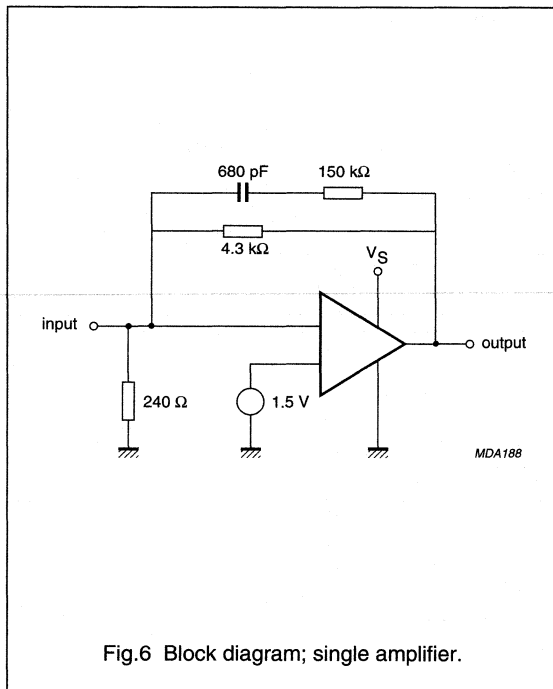 680 pF 150 kΩ
4.3 kΩ
VS
input
output
240 Ω
1.5 V
MDA188
Fig.6 Block diagram; single amplifier.